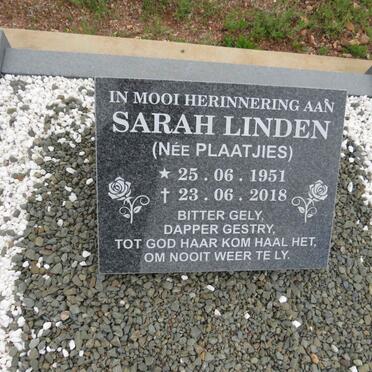 IN MOOI HERINNERING AAN
SARAH LINDEN
(NÉE PLAATJIES)
★ 25 . 06 . 1951
✝ 23 . 06 . 2018
BITTER GELY,
DAPPER GESTRY,
TOT GOD HAAR KOM HAAL HET,
OM NOOIT WEER TE LY.